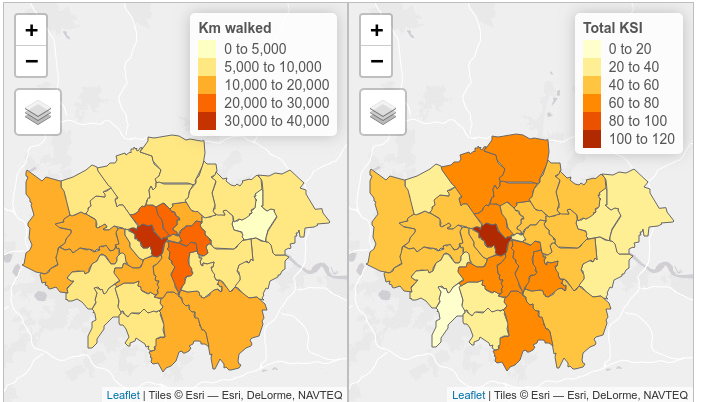 +
−
Km walked
0 to 5,000
5,000 to 10,000
10,000 to 20,000
20,000 to 30,000
30,000 to 40,000
Leaflet | Tiles © Esri — Esri, DeLorme, NAVTEQ
+
−
Total KSI
0 to 20
20 to 40
40 to 60
60 to 80
80 to 100
100 to 120
Leaflet | Tiles © Esri — Esri, DeLorme, NAVTEQ